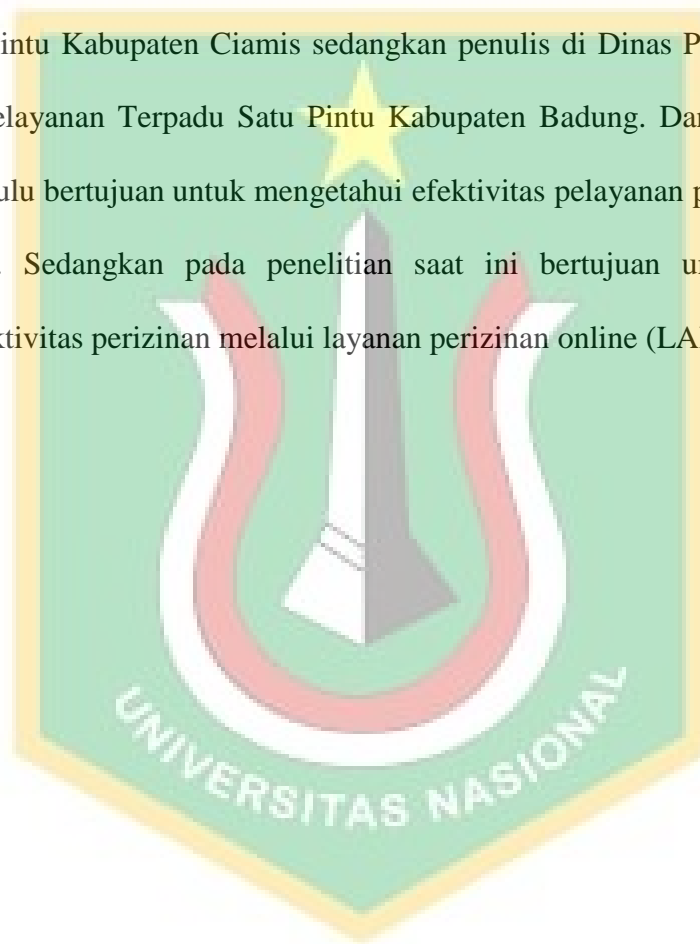 intu Kabupaten Ciamis sedangkan penulis di Dinas P
elayanan Terpadu Satu Pintu Kabupaten Badung. Dar
ulu bertujuan untuk mengetahui efektivitas pelayanan p
. Sedangkan pada penelitian saat ini bertujuan u
ktivitas perizinan melalui layanan perizinan online (LA
UNIVERSITAS NASIONAL